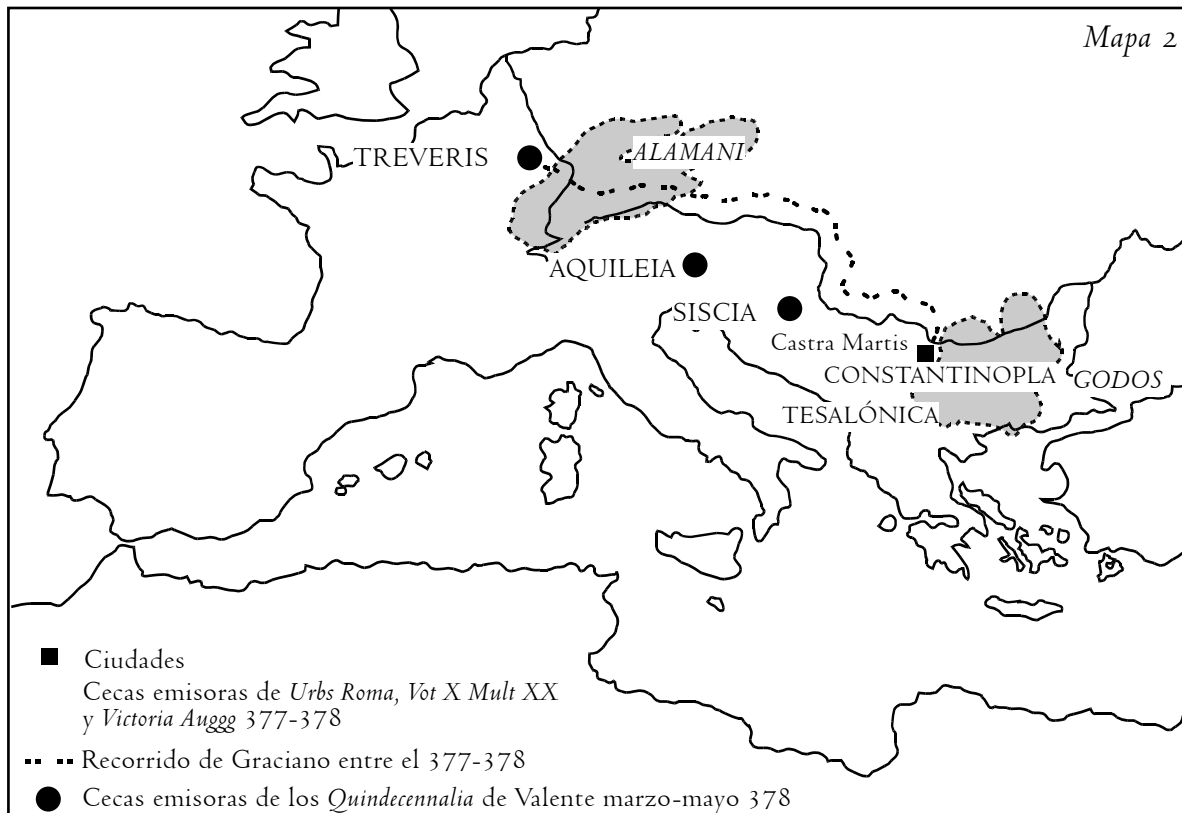 Mapa 2
TREVERIS
ALAMANI
AQUILEIA
SISCIA
Castra Martis
CONSTANTINOPLA
GODOS
TESALÓNICA
Ciudades
Cecas emisoras de Urbs Roma, Vot X Mult XX
y Victoria Auggg 377-378
Recorrido de Graciano entre el 377-378
Cecas emisoras de los Quindecennalia de Valente marzo-mayo 378